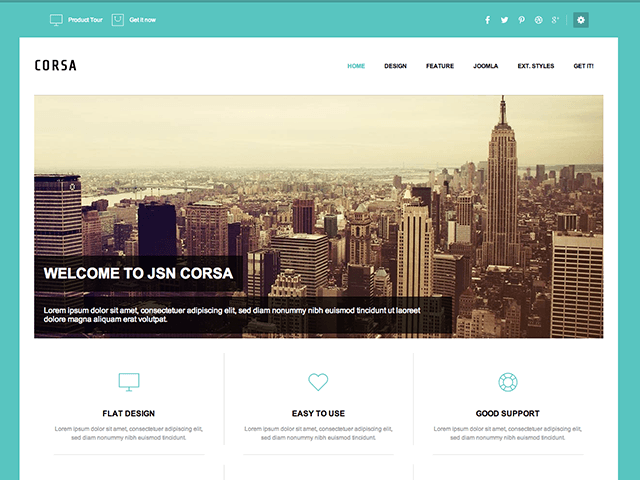 Product Tour Get it now
CORSA
HOME DESIGN FEATURE JOOMLA EXT. STYLES GET IT!
WELCOME TO JSN CORSA
Lorem ipsum dolor sit amet, consectetuer adipiscing elit, sed diam nonummy nibh euismod tincidunt ut laoreet
dolore magna aliquam erat volutpat.
FLAT DESIGN
Lorem ipsum dolor sit amet, consectetuer adipiscing elit,
sed diam nonummy nibh euismod tincidunt.
EASY TO USE
Lorem ipsum dolor sit amet, consectetuer adipiscing elit,
sed diam nonummy nibh euismod tincidunt.
GOOD SUPPORT
Lorem ipsum dolor sit amet, consectetuer adipiscing elit,
sed diam nonummy nibh euismod tincidunt.